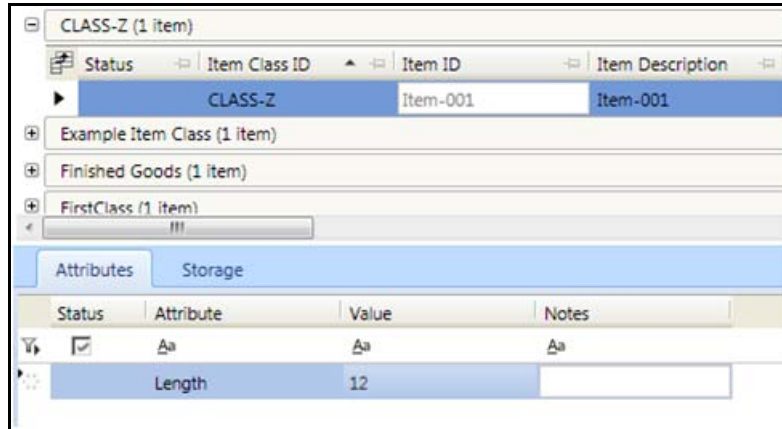 CLASS-Z (1 item)
Status Item Class ID Item ID Item Description
CLASS-Z Item-001 Item-001
Example Item Class (1 item)
Finished Goods (1 item)
FirstClass (1 item)
Attributes Storage
Status Attribute Value Notes
Aa Aa Aa
Length 12